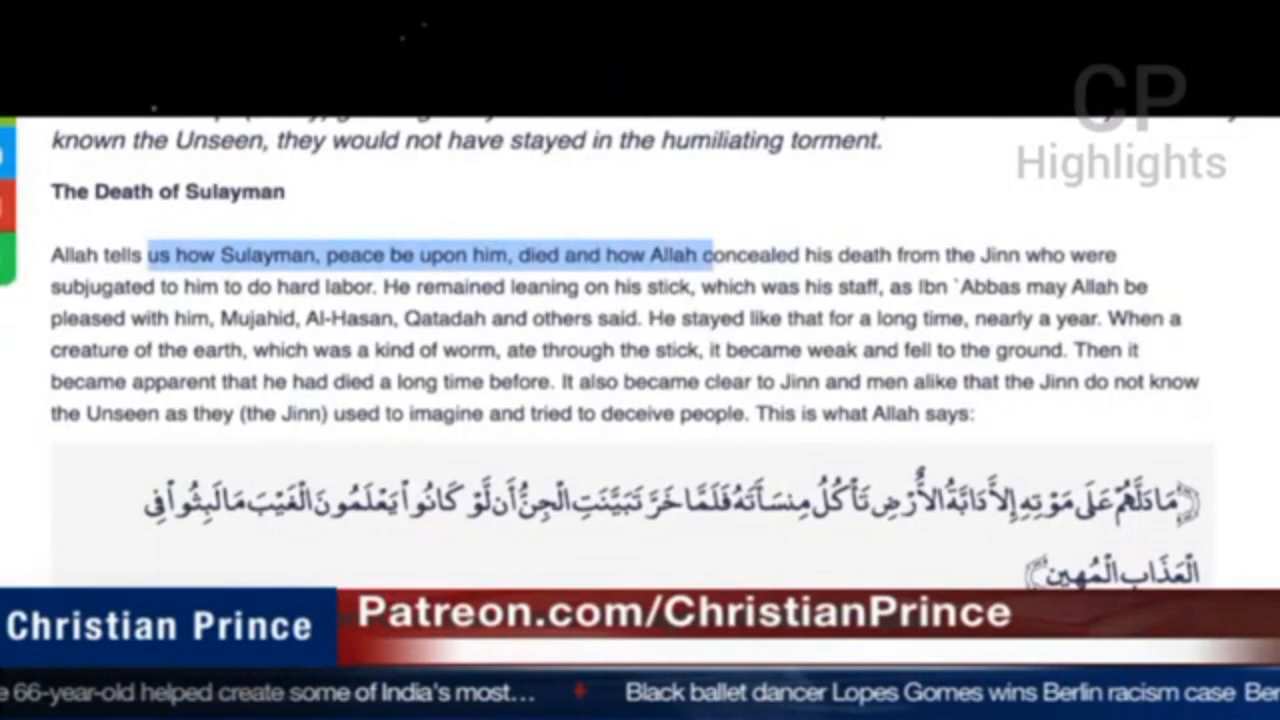 CP
Highlights
known the Unseen, they would not have stayed in the humiliating torment.
The Death of Sulayman
Allah tells us how Sulayman, peace be upon him, died and how Allah concealed his death from the Jinn who were
subjugated to him to do hard labor. He remained leaning on his stick, which was his staff, as Ibn `Abbas may Allah be
pleased with him, Mujahid, Al-Hasan, Qatadah and others said. He stayed like that for a long time, nearly a year. When a
creature of the earth, which was a kind of worm, ate through the stick, it became weak and fell to the ground. Then it
became apparent that he had died a long time before. It also became clear to Jinn and men alike that the Jinn do not know
the Unseen as they (the Jinn) used to imagine and tried to deceive people. This is what Allah says:
﴿مَا دَلَّهُمْ عَلَى مَوْتِهِ إِلاَّ دَابَّةُ الاٌّرْضِ تَأْكُلُ مِنسَأَتَهُ فَلَمَّا خَرَّ تَبَيَّنَتِ الْجِنُّ أَن لَّوْ كَانُواْ يَعْلَمُونَ الْغَيْبَ مَا لَبِثُواْ فِى
الْعَذَابِ الْمُهِينِ﴾
Christian Prince
Patreon.com/ChristianPrince
e 66-year-old helped create some of India's most... Black ballet dancer Lopes Gomes wins Berlin racism case Ber